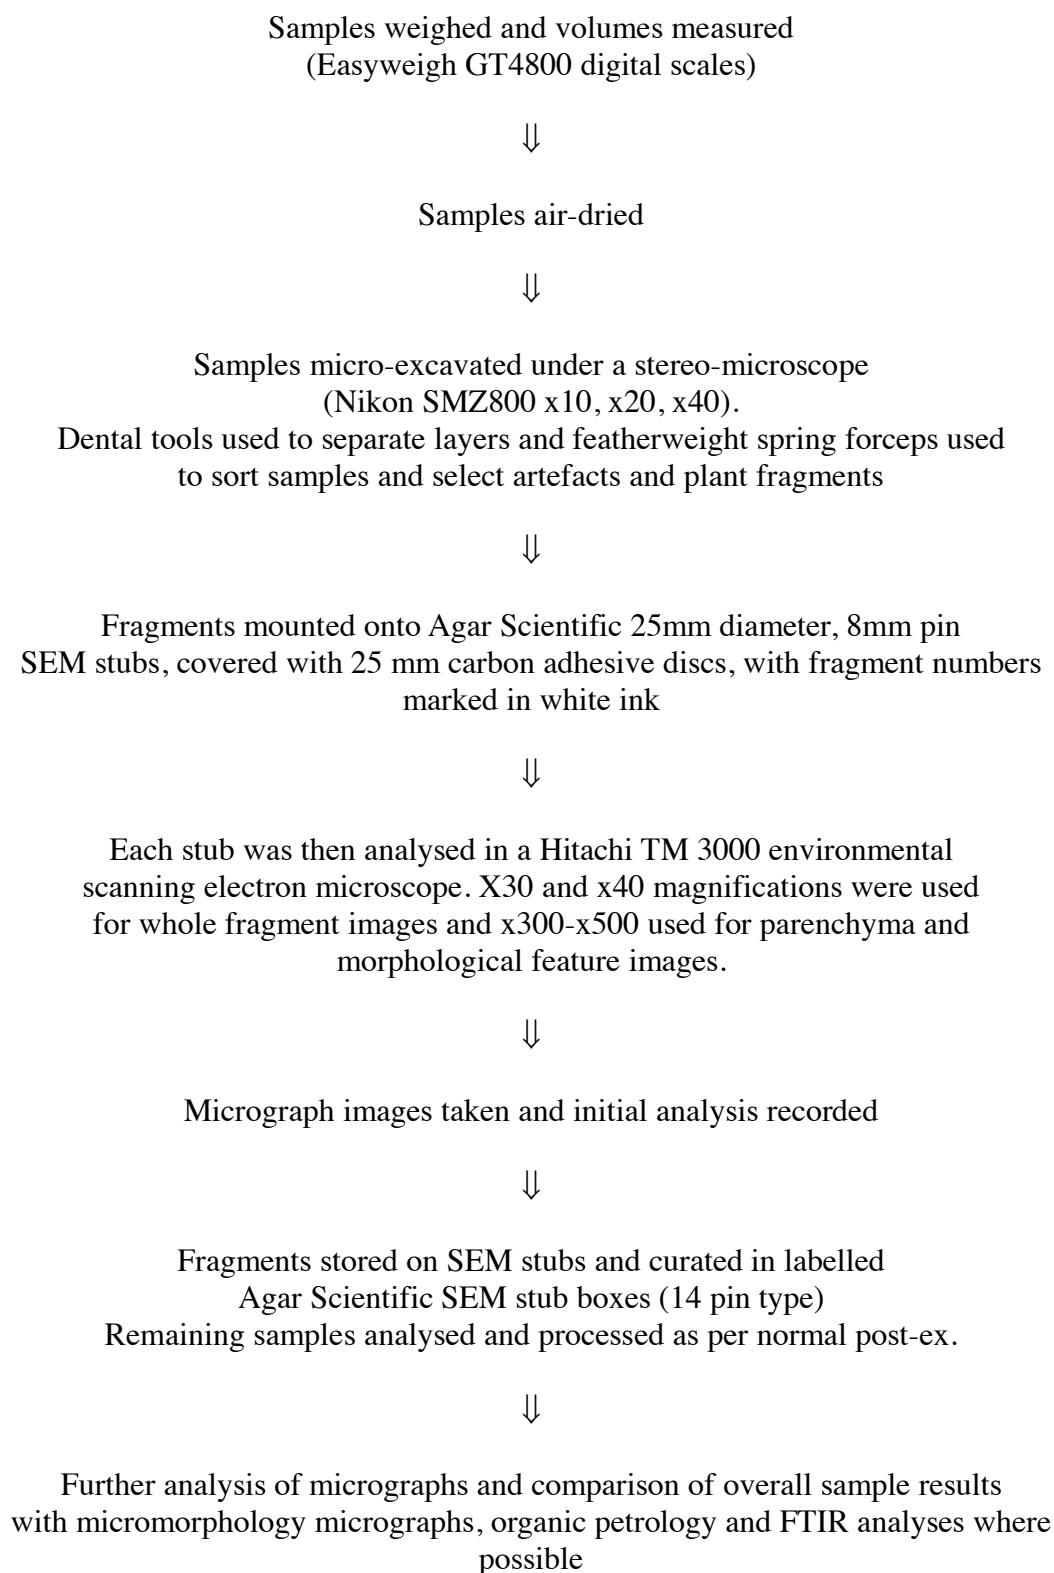 Samples weighed and volumes measured
(Easyweigh GT4800 digital scales)
⇓
Samples air-dried
⇓
Samples micro-excavated under a stereo-microscope
(Nikon SMZ800 x10, x20, x40).
Dental tools used to separate layers and featherweight spring forceps used
to sort samples and select artefacts and plant fragments
⇓
Fragments mounted onto Agar Scientific 25mm diameter, 8mm pin
SEM stubs, covered with 25 mm carbon adhesive discs, with fragment numbers
marked in white ink
⇓
Each stub was then analysed in a Hitachi TM 3000 environmental
scanning electron microscope. X30 and x40 magnifications were used
for whole fragment images and x300-x500 used for parenchyma and
morphological feature images.
⇓
Micrograph images taken and initial analysis recorded
⇓
Fragments stored on SEM stubs and curated in labelled
Agar Scientific SEM stub boxes (14 pin type)
Remaining samples analysed and processed as per normal post-ex.
⇓
Further analysis of micrographs and comparison of overall sample results
with micromorphology micrographs, organic petrology and FTIR analyses where
possible